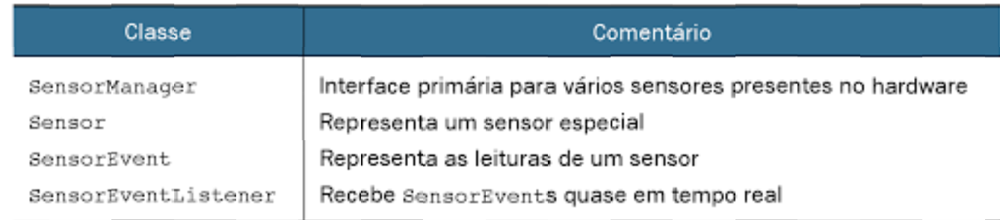 Classe Comentário
SensorManager Interface primária para vários sensores presentes no hardware
Sensor Representa um sensor especial
SensorEvent Representa as leituras de um sensor
SensorEventListener Recebe SensorEvents quase em tempo real